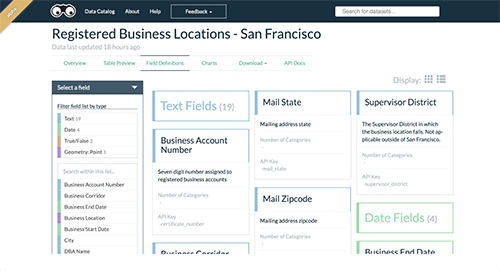 ALPHA
Data Catalog
About
Help
Feedback
Search for datasets...
Registered Business Locations - San Francisco
Data last updated 18 hours ago
Overview
Table Preview
Field Definitions
Charts
Download
API Docs
Select a field
Filter field list by type
Text 19
Date 4
True/False 2
Geometry: Point 1
Search within this list...
Business Account Number
Business Corridor
Business End Date
Business Location
Business Start Date
City
DBA Name
Display:
Text Fields (19)
Business Account
Number
Seven digit number assigned to
registered business accounts
Number of Categories
-
API Key
-certificate_number
Business Corridor
Mail State
Mailing address state
Number of Categories
-
API Key
-mail_state
Mail Zipcode
Mailing address zipcode
Number of Categories
-
API Key
Supervisor District
The Supervisor District in which
the business location falls. Not ap-
plicable outside of San Francisco.
Number of Categories
-
API Key
-supervisor_district
Date Fields (4)
Business End Date